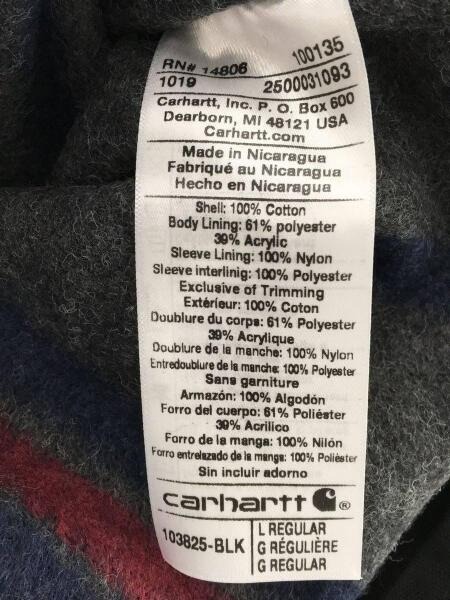 RN# 14806 100135
1019 2500031093
Carhartt, Inc. P. O. Box 600
Dearborn, MI 48121 USA
Carhartt.com
Made in Nicaragua
Fabriqué au Nicaragua
Hecho en Nicaragua
Shell: 100% Cotton
Body Lining: 61% polyester
39% Acrylic
Sleeve Lining: 100% Nylon
Sleeve interlinig: 100% Polyester
Exclusive of Trimming
Extérieur: 100% Coton
Doublure du corps: 61% Polyester
39% Acrylique
Doublure de la manche: 100% Nylon
Entredoublure de la manche: 100% Polyester
Sans garniture
Armazón: 100% Algodón
Forro del cuerpo: 61% Poliéster
39% Acrilico
Forro de la manga: 100% Nilón
Forro entrelazado de la manga: 100% Poliéster
Sin incluir adorno
carhartt ®
103825-BLK
L REGULAR
G RÉGULIÈRE
G REGULAR